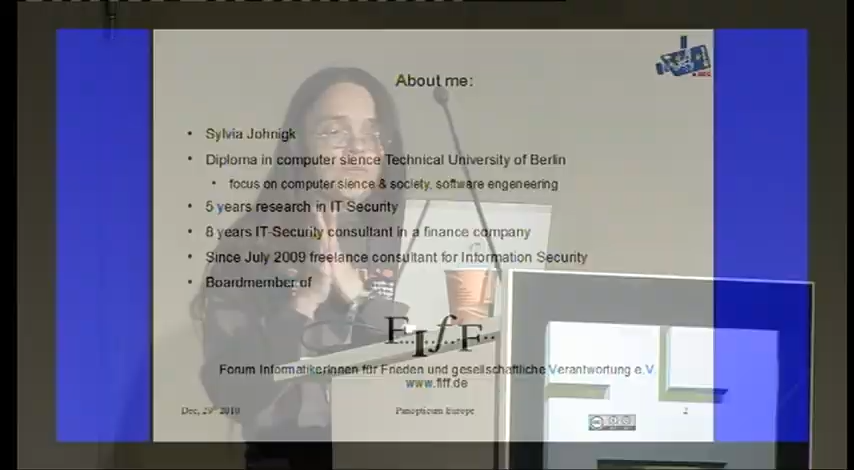 About me:
• Sylvia Johnigk
• Diploma in computer sience Technical University of Berlin
• focus on computer sience & society, software engeneering
• 5 years research in IT Security
• 8 years IT-Security consultant in a finance company
• Since July 2009 freelance consultant for Information Security
• Boardmember of
FIfF
Forum InformatikerInnen für Frieden und gesellschaftliche Verantwortung e.V.
www.fiff.de
Dec, 29th 2010 Panopticum Europe 2